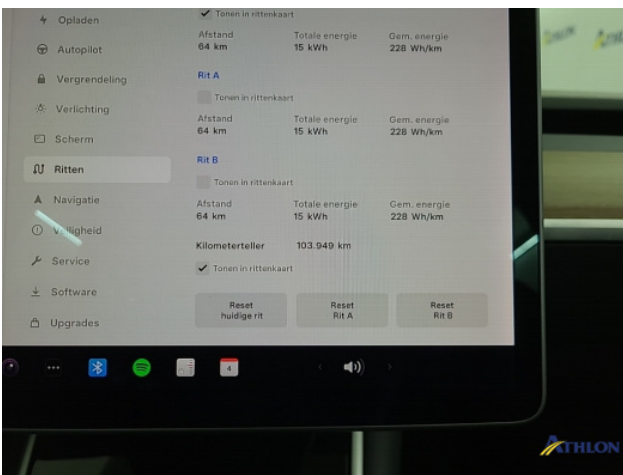 Opladen
Autopilot
Vergrendeling
Verlichting
Scherm
Ritten
Navigatie
Veiligheid
Service
Software
Upgrades
Tonen in rittenkaart
Afstand Totale energie Gem. energie
64 km 15 kWh 228 Wh/km
Rit A
Tonen in rittenkaart
Afstand Totale energie Gem. energie
64 km 15 kWh 228 Wh/km
Rit B
Tonen in rittenkaart
Afstand Totale energie Gem. energie
64 km 15 kWh 228 Wh/km
Kilometerteller 103.949 km
Tonen in rittenkaart
Reset huidige rit
Reset Rit A
Reset Rit B
4
ATHLON